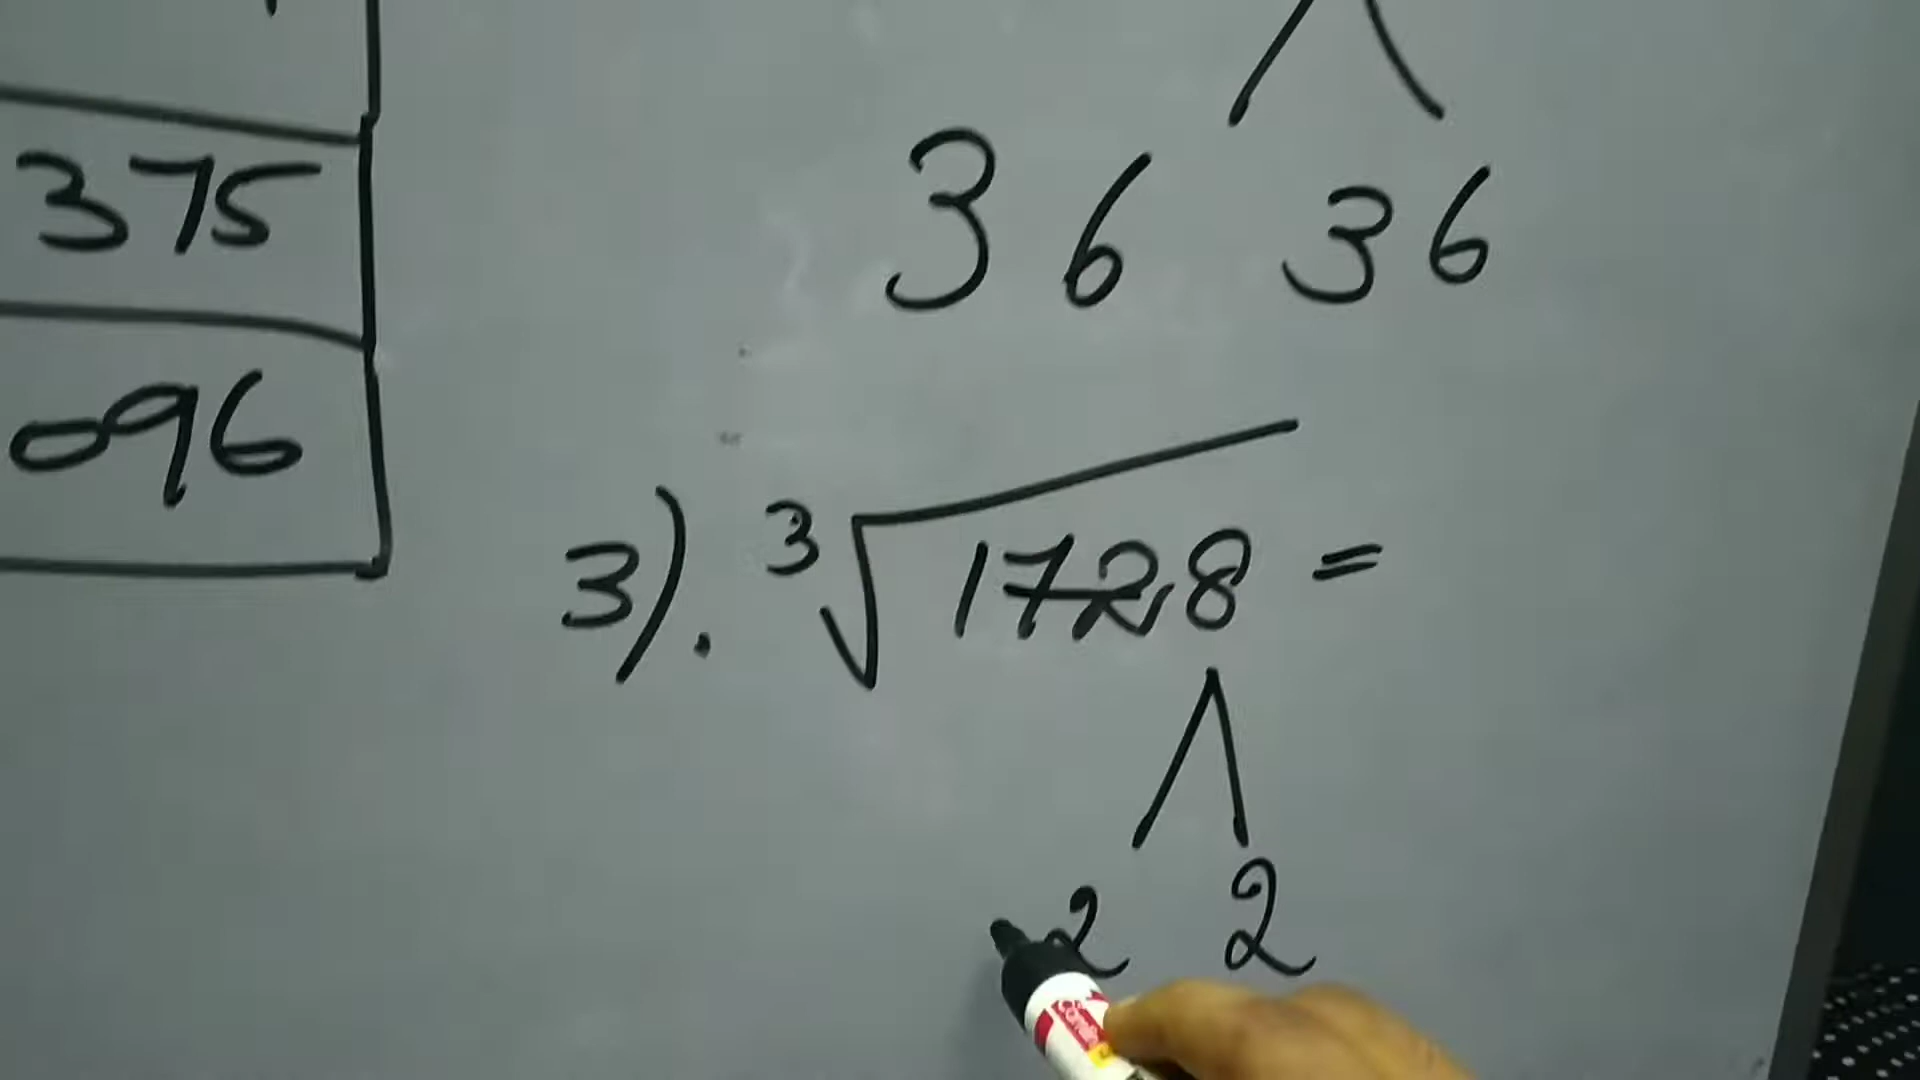 375
096
36 36
3). ³√1728 =
2 2